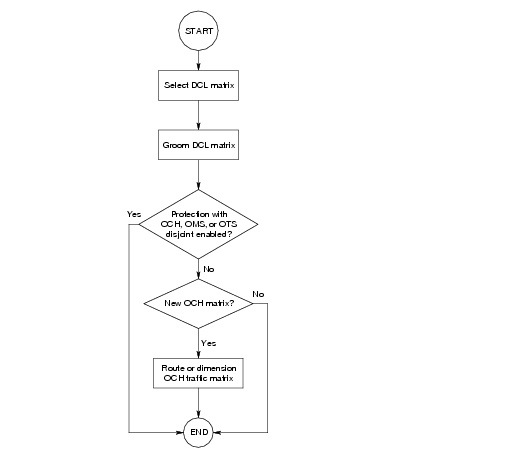 START
Select DCL matrix
Groom DCL matrix
Yes
Protection with
OCH, OMS, or OTS
disjoint enabled?
No
New OCH matrix?
No
Yes
Route or dimension
OCH traffic matrix
END